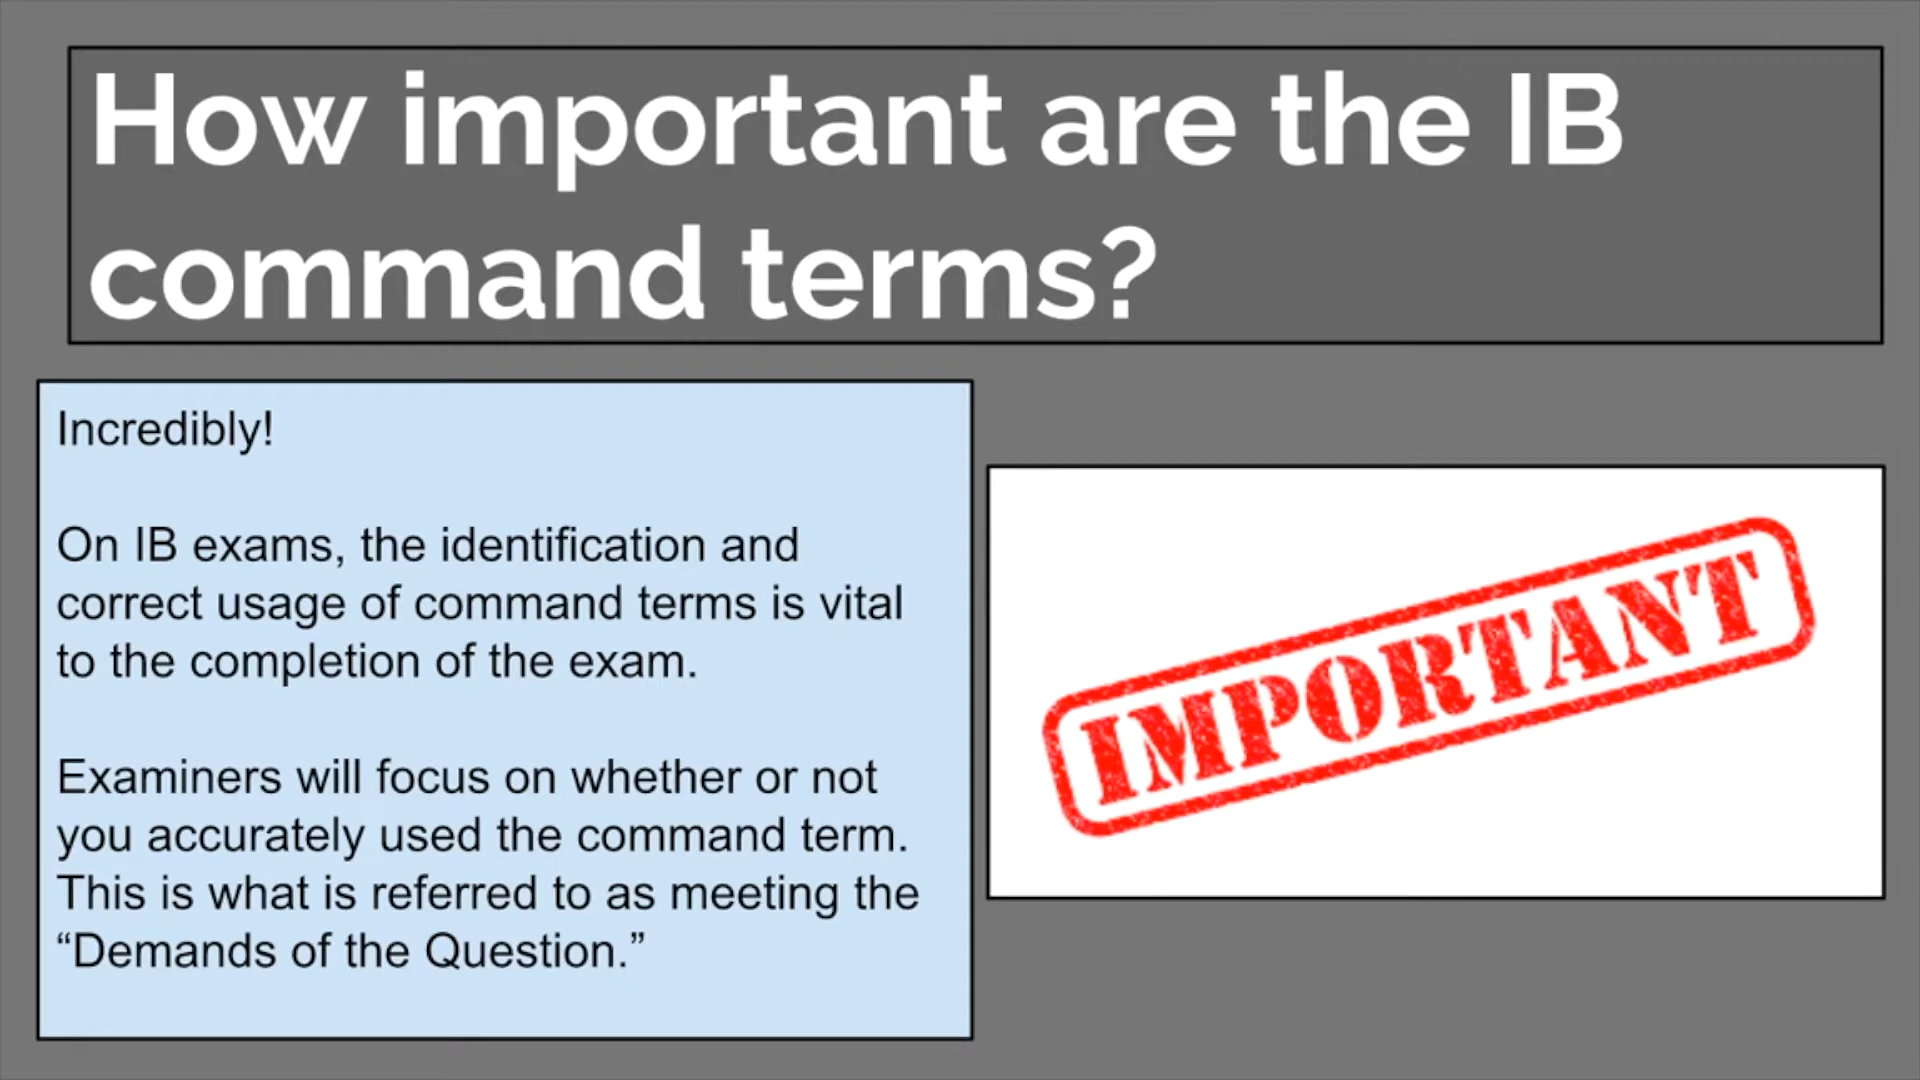 How important are the IB
command terms?
Incredibly!
On IB exams, the identification and
correct usage of command terms is vital
to the completion of the exam.
Examiners will focus on whether or not
you accurately used the command term.
This is what is referred to as meeting the
“Demands of the Question.”
IMPORTANT